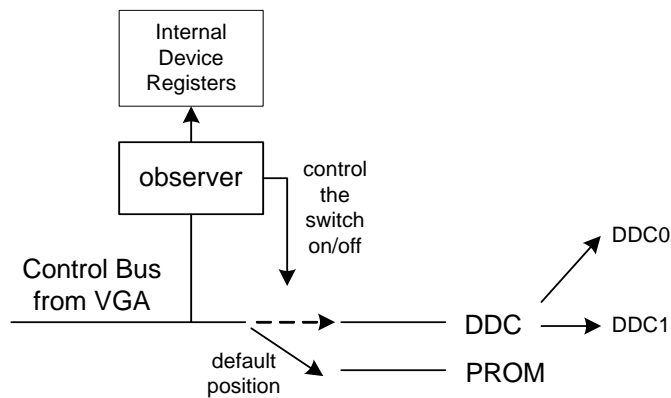 Internal
Device
Registers
observer
control
the
switch
on/off
Control Bus
from VGA
DDC0
DDC
DDC1
default
position
PROM